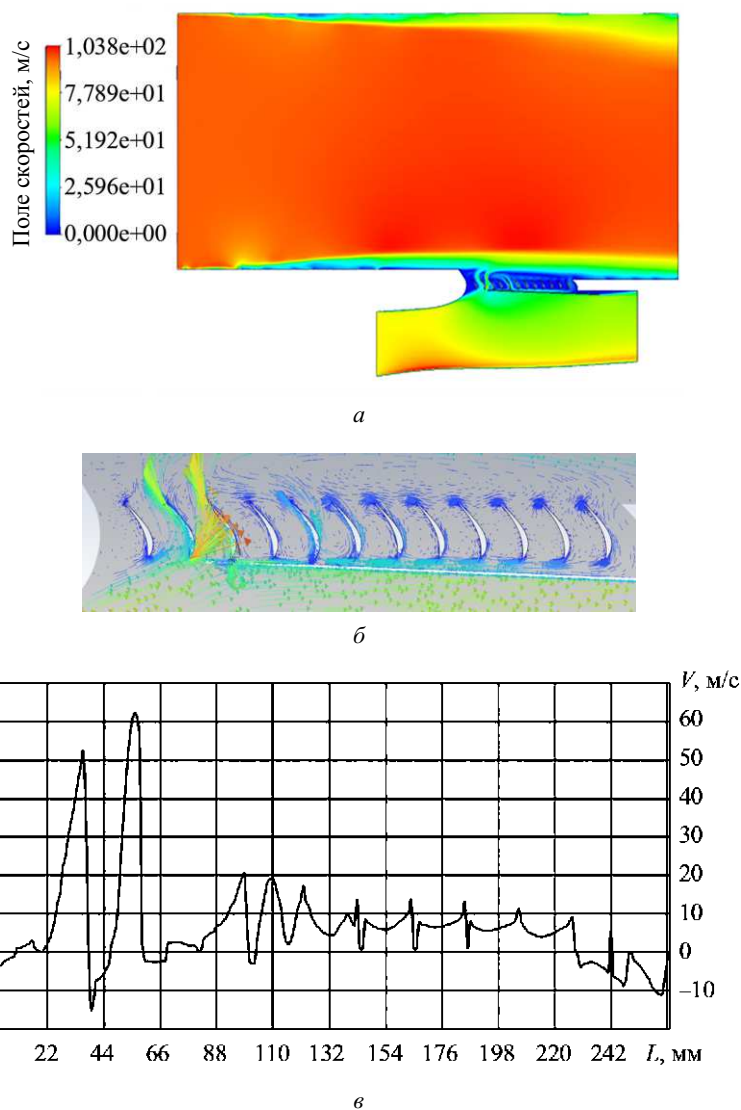 Поле скоростей, м/с
1,038e+02
7,789e+01
5,192e+01
2,596e+01
0,000e+00
а
б
V, м/с
60
50
40
30
20
10
0
–10
22 44 66 88 110 132 154 176 198 220 242 L, мм
в